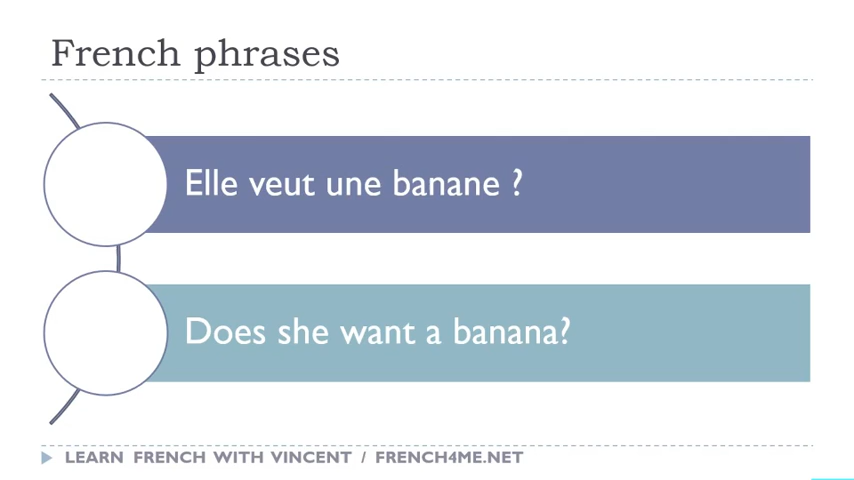 French phrases
Elle veut une banane ?
Does she want a banana?
LEARN FRENCH WITH VINCENT / FRENCH4ME.NET